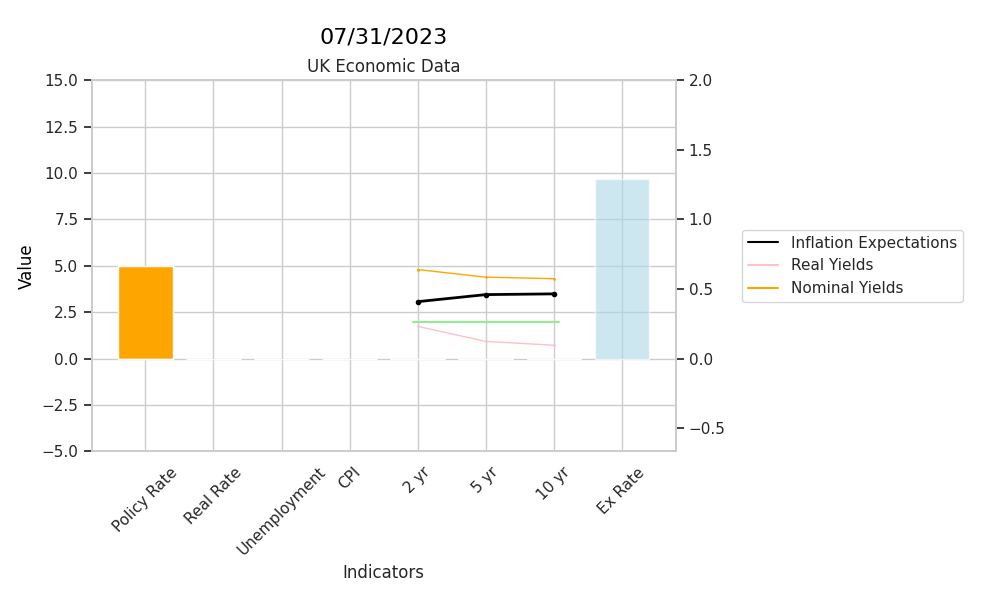 07/31/2023
UK Economic Data
15.0
12.5
10.0
7.5
5.0
2.5
0.0
−2.5
−5.0
Value
2.0
1.5
1.0
0.5
0.0
−0.5
Inflation Expectations
Real Yields
Nominal Yields
Policy Rate
Real Rate
Unemployment
CPI
2 yr
5 yr
10 yr
Ex Rate
Indicators